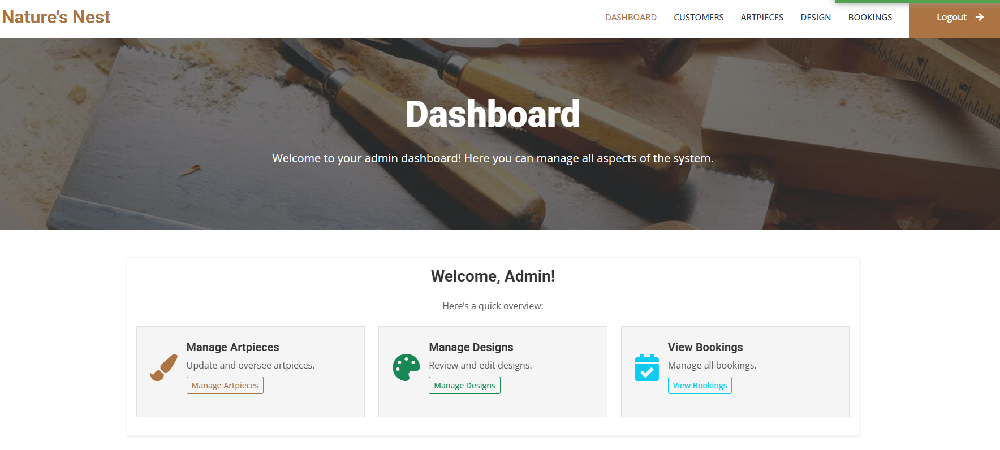 Nature's Nest
DASHBOARD CUSTOMERS ARTPIECES DESIGN BOOKINGS Logout
Dashboard
Welcome to your admin dashboard! Here you can manage all aspects of the system.
Welcome, Admin!
Here’s a quick overview:
Manage Artpieces
Update and oversee artpieces.
Manage Artpieces
Manage Designs
Review and edit designs.
Manage Designs
View Bookings
Manage all bookings.
View Bookings